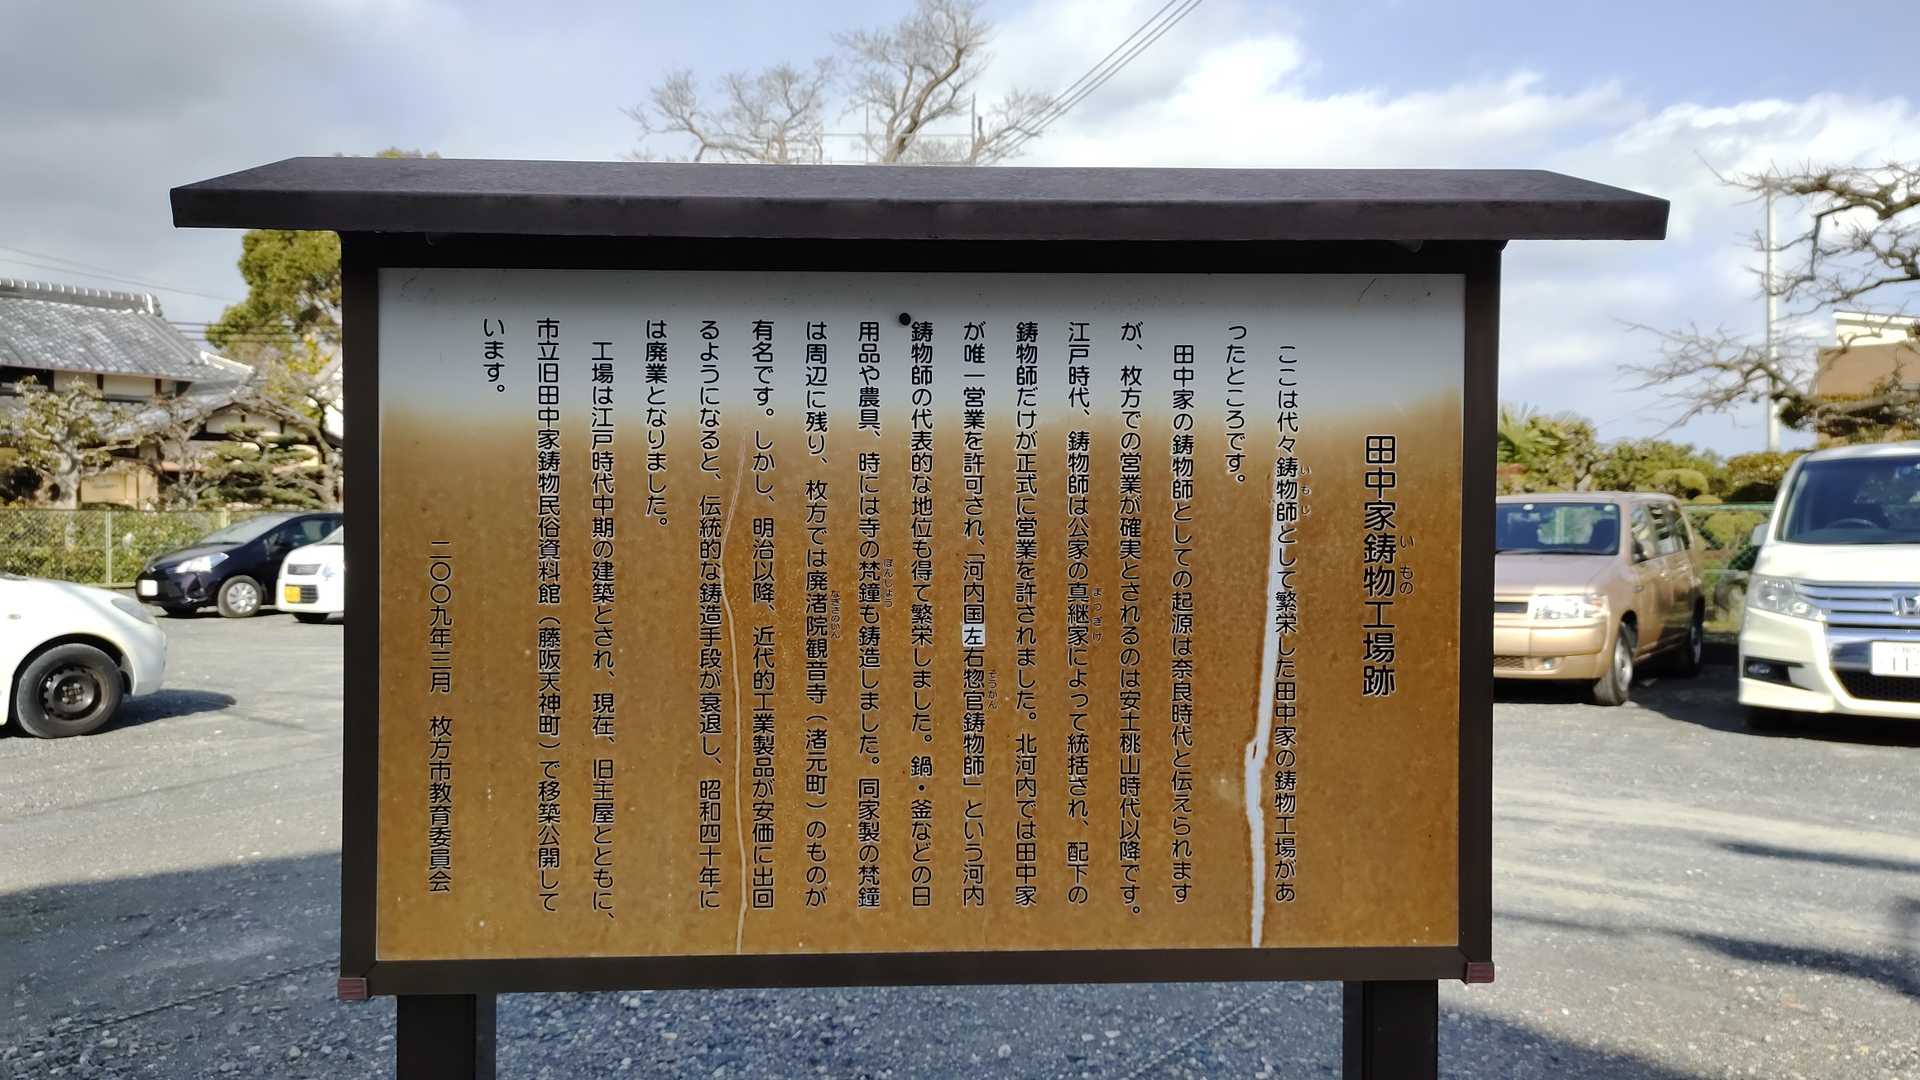 田中家鋳物工場跡
ここは代々鋳物師として繁栄した田中家の鋳物工場があ
ったところです。
田中家の鋳物師としての起源は奈良時代と伝えられます
が、枚方での営業が確実とされるのは安土桃山時代以降です。
江戸時代、鋳物師は公家の真継家によって統括され、配下の
鋳物師だけが正式に営業を許されました。北河内では田中家
が唯一営業を許可され、「河内国左右惣官鋳物師」という河内
鋳物師の代表的な地位も得て繁栄しました。鍋・釜などの日
用品や農具、時には寺の梵鐘も鋳造しました。同家製の梵鐘
は周辺に残り、枚方では廃渚院観音寺(渚元町)のものが
有名です。しかし、明治以降、近代的工業製品が安価に出回
るようになると、伝統的な鋳造手段が衰退し、昭和四十年に
は廃業となりました。
工場は江戸時代中期の建築とされ、現在、旧主屋とともに、
市立旧田中家鋳物民俗資料館(藤阪天神町)で移築公開して
います。
二〇〇九年三月 枚方市教育委員会